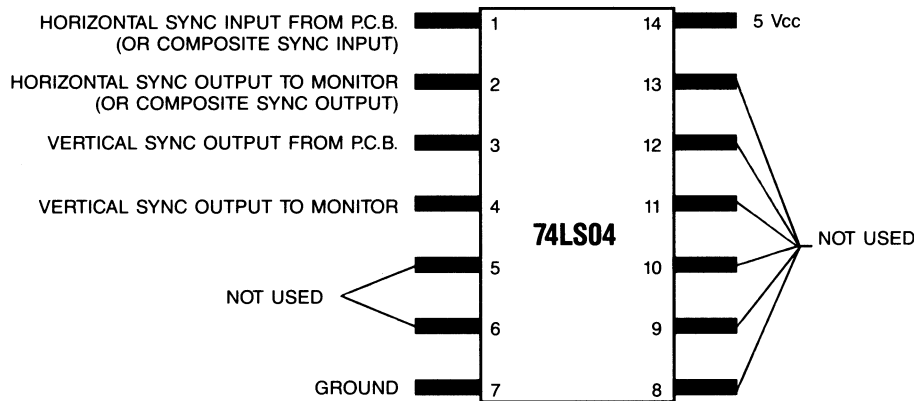 HORIZONTAL SYNC INPUT FROM P.C.B.
(OR COMPOSITE SYNC INPUT)
1
14
5 Vcc
HORIZONTAL SYNC OUTPUT TO MONITOR
(OR COMPOSITE SYNC OUTPUT)
2
13
VERTICAL SYNC OUTPUT FROM P.C.B.
3
12
VERTICAL SYNC OUTPUT TO MONITOR
4
11
74LS04
NOT USED
5
10
NOT USED
6
9
GROUND
7
8